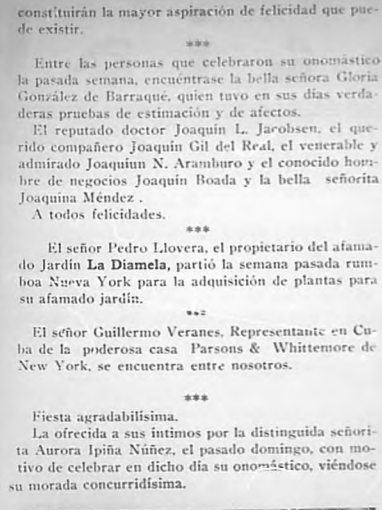 constituirán la mayor aspiración de felicidad que pue-
de existir.
***
Entre las personas que celebraron su onomástico
la pasada semana, encuéntrase la bella señora Gloria
González de Barraqué, quien tuvo en sus dias verda-
deras pruebas de estimación y de afectos.
El reputado doctor Joaquín L. Jacobsen, el que-
rido compañero Joaquín Gil del Real, el venerable y
admirado Joaquiun N. Aramburo y el conocido hom-
bre de negocios Joaquín Boada y la bella señorita
Joaquina Méndez .
A todos felicidades.
***
El señor Pedro Llovera, el propietario del afama-
do Jardín La Diamela, partió la semana pasada rum-
boa Nueva York para la adquisición de plantas para
su afamado jardín.
***
El señor Guillermo Veranes, Representante en Cu-
ba de la poderosa casa Parsons & Whittemore de
New York, se encuentra entre nosotros.
***
Fiesta agradabilísima.
La ofrecida a sus intimos por la distinguida señori-
ta Aurora Ipiña Núñez, el pasado domingo, con mo-
tivo de celebrar en dicho dia su onomástico, viéndose
su morada concurridísima.